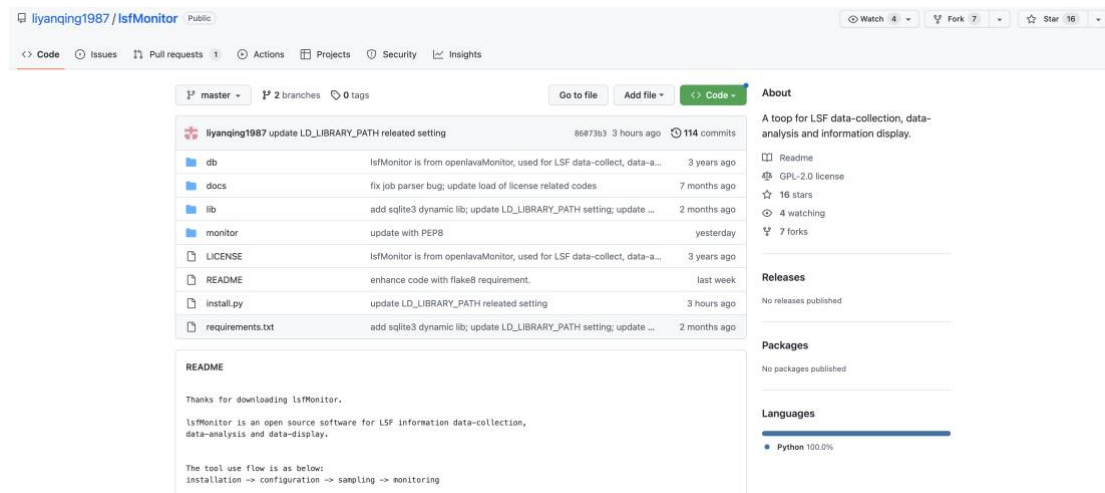 liyanqing1987 / lsfMonitor Public
Watch 4 Fork 7 Star 16
Code Issues Pull requests 1 Actions Projects Security Insights
master 2 branches 0 tags Go to file Add file Code
liyanqing1987 update LD_LIBRARY_PATH releated setting 86073b3 3 hours ago 114 commits
db lsfMonitor is from openlavaMonitor, used for LSF data-collect, data-a... 3 years ago
docs fix job parser bug; update load of license related codes 7 months ago
lib add sqlite3 dynamic lib; update LD_LIBRARY_PATH setting; update ... 2 months ago
monitor update with PEP8 yesterday
LICENSE lsfMonitor is from openlavaMonitor, used for LSF data-collect, data-a... 3 years ago
README enhance code with flake8 requirement. last week
install.py update LD_LIBRARY_PATH releated setting 3 hours ago
requirements.txt add sqlite3 dynamic lib; update LD_LIBRARY_PATH setting; update ... 2 months ago
README
Thanks for downloading lsfMonitor.
lsfMonitor is an open source software for LSF information data-collection,
data-analysis and data-display.
The tool use flow is as below:
installation -> configuration -> sampling -> monitoring
About
A toop for LSF data-collection, data-
analysis and information display.
Readme
GPL-2.0 license
16 stars
4 watching
7 forks
Releases
No releases published
Packages
No packages published
Languages
Python 100.0%